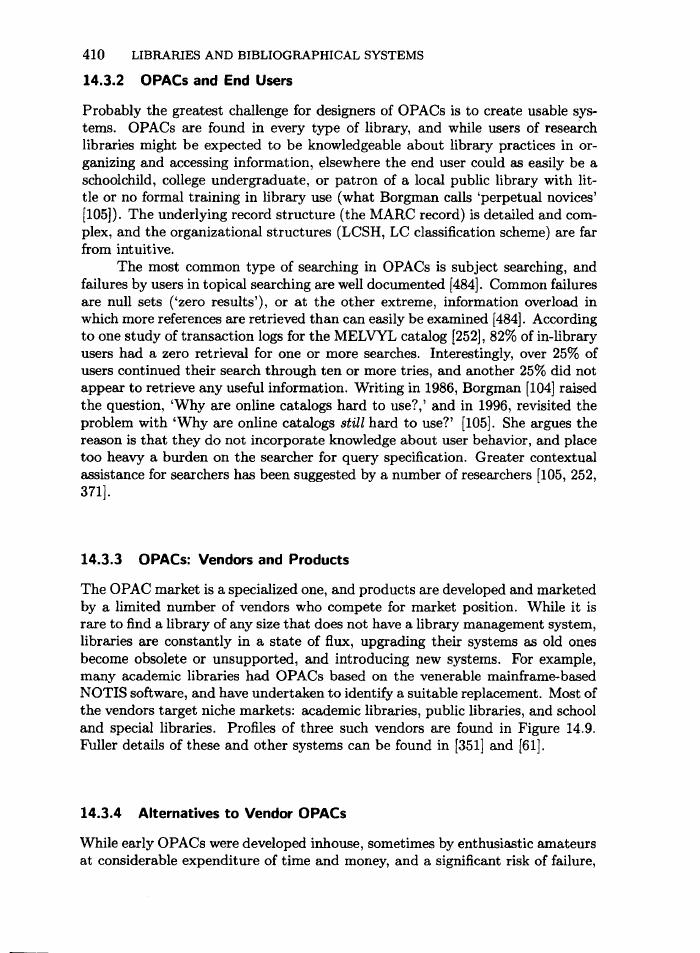 410 LIBRARIES AND BIBLIOGRAPHICAL SYSTEMS
14.3.2 OPACs and End Users
Probably the greatest challenge for designers of OPACs is to create usable sys-
tems. OPACs are found in every type of library, and while users of research
libraries might be expected to be knowledgeable about library practices in or-
ganizing and accessing information, elsewhere the end user could as easily be a
schoolchild, college undergraduate, or patron of a local public library with lit-
tle or no formal training in library use (what Borgman calls ‘perpetual novices’
[105]). The underlying record structure (the MARC record) is detailed and com-
plex, and the organizational structures (LCSH, LC classification scheme) are far
from intuitive.
The most common type of searching in OPACs is subject searching, and
failures by users in topical searching are well documented [484]. Common failures
are null sets (‘zero results’), or at the other extreme, information overload in
which more references are retrieved than can easily be examined [484]. According
to one study of transaction logs for the MELVYL catalog [252], 82% of in-library
users had a zero retrieval for one or more searches. Interestingly, over 25% of
users continued their search through ten or more tries, and another 25% did not
appear to retrieve any useful information. Writing in 1986, Borgman [104] raised
the question, ‘Why are online catalogs hard to use?,’ and in 1996, revisited the
problem with ‘Why are online catalogs still hard to use?’ [105]. She argues the
reason is that they do not incorporate knowledge about user behavior, and place
too heavy a burden on the searcher for query specification. Greater contextual
assistance for searchers has been suggested by a number of researchers [105, 252,
371].
14.3.3 OPACs: Vendors and Products
The OPAC market is a specialized one, and products are developed and marketed
by a limited number of vendors who compete for market position. While it is
rare to find a library of any size that does not have a library management system,
libraries are constantly in a state of flux, upgrading their systems as old ones
become obsolete or unsupported, and introducing new systems. For example,
many academic libraries had OPACs based on the venerable mainframe-based
NOTIS software, and have undertaken to identify a suitable replacement. Most of
the vendors target niche markets: academic libraries, public libraries, and school
and special libraries. Profiles of three such vendors are found in Figure 14.9.
Fuller details of these and other systems can be found in [351] and [61].
14.3.4 Alternatives to Vendor OPACs
While early OPACs were developed inhouse, sometimes by enthusiastic amateurs
at considerable expenditure of time and money, and a significant risk of failure,